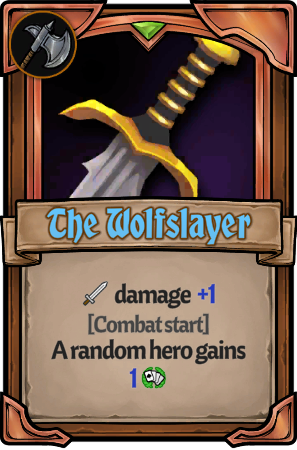 The Wolfslayer
damage +1
[Combat start]
A random hero gains
1